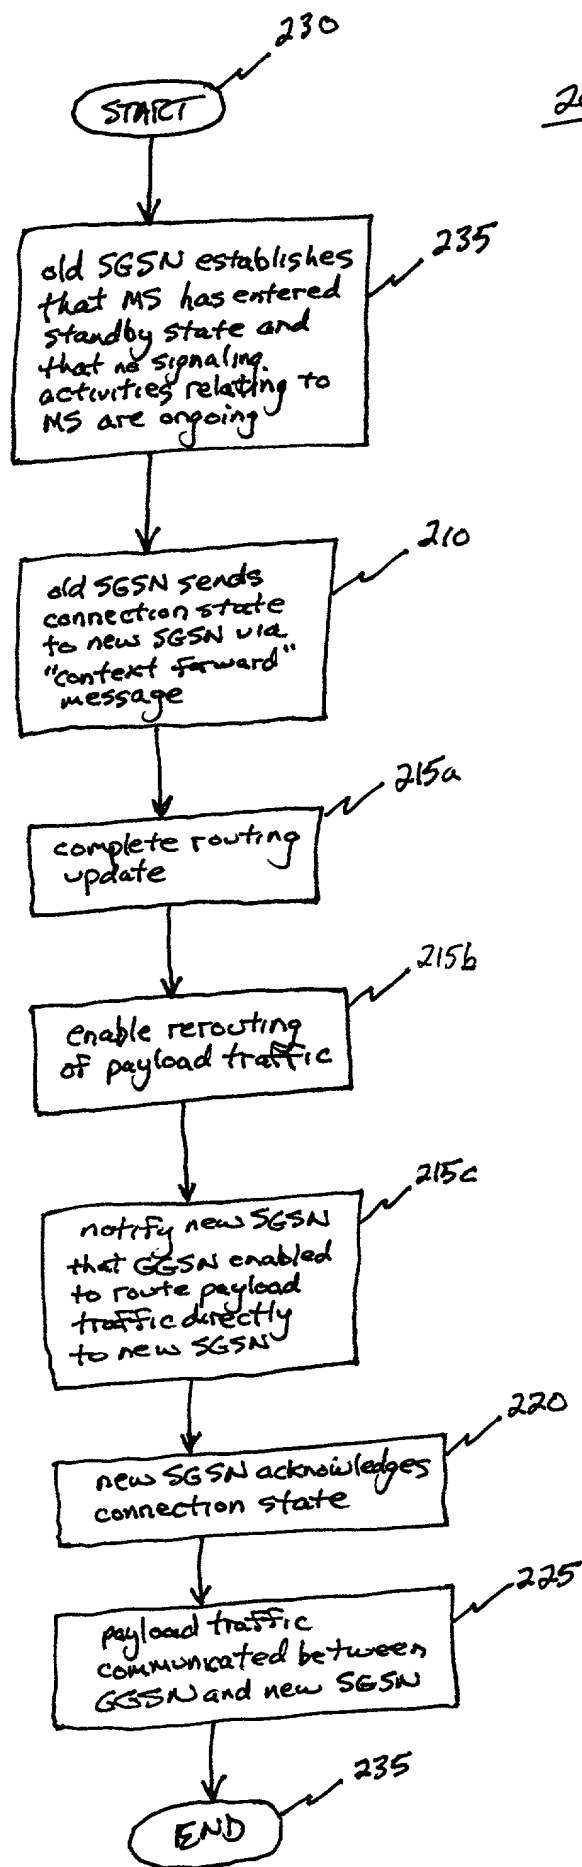 230
START
235
old SGSN establishes
that MS has entered
standby state and
that no signaling
activities relating to
MS are ongoing
210
old SGSN sends
connection state
to new SGSN via
"context forward"
message
215a
complete routing
update
215b
enable rerouting
of payload traffic
215c
notify new SGSN
that GGSN enabled
to route payload
traffic directly
to new SGSN
220
new SGSN acknowledges
connection state
225
payload traffic
communicated between
GGSN and new SGSN
235
END